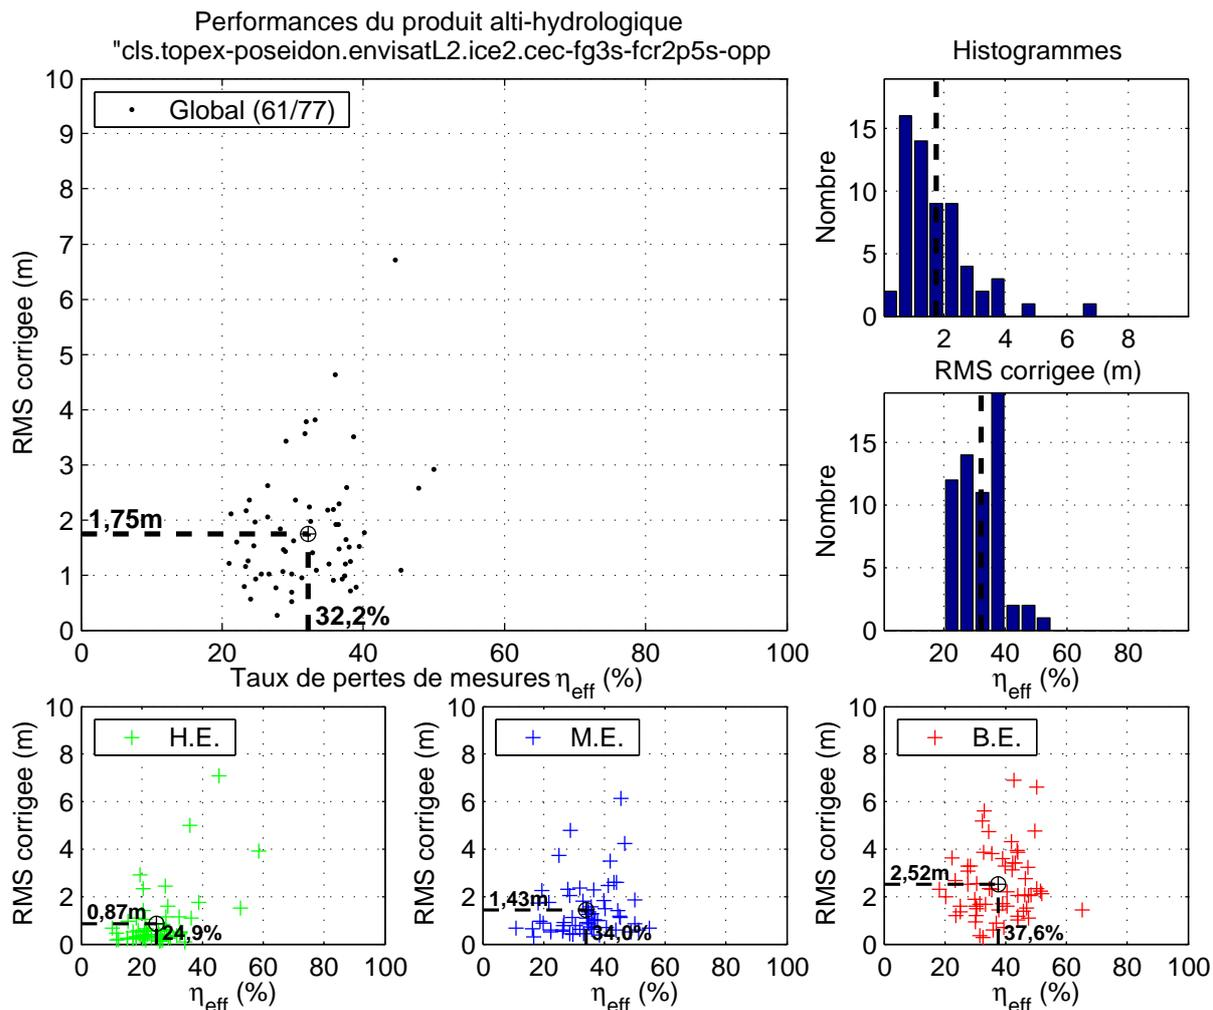 Performances du produit alti-hydrologique
"cls.topex-poseidon.envisatL2.ice2.cec-fg3s-fcr2p5s-opp
10
9
8
7
6
5
4
3
2
1
0
RMS corrigee (m)
Global (61/77)
1,75m
32,2%
0 20 40 60 80 100
Taux de pertes de mesures ηeff (%)
Histogrammes
15
10
5
0
Nombre
2 4 6 8
RMS corrigee (m)
15
10
5
0
Nombre
20 40 60 80
ηeff (%)
10
8
6
4
2
0
RMS corrigee (m)
H.E.
0,87m
24,9%
0 20 40 60 80 100
ηeff (%)
10
8
6
4
2
0
RMS corrigee (m)
M.E.
1,43m
34,0%
0 20 40 60 80 100
ηeff (%)
10
8
6
4
2
0
RMS corrigee (m)
B.E.
2,52m
37,6%
0 20 40 60 80 100
ηeff (%)